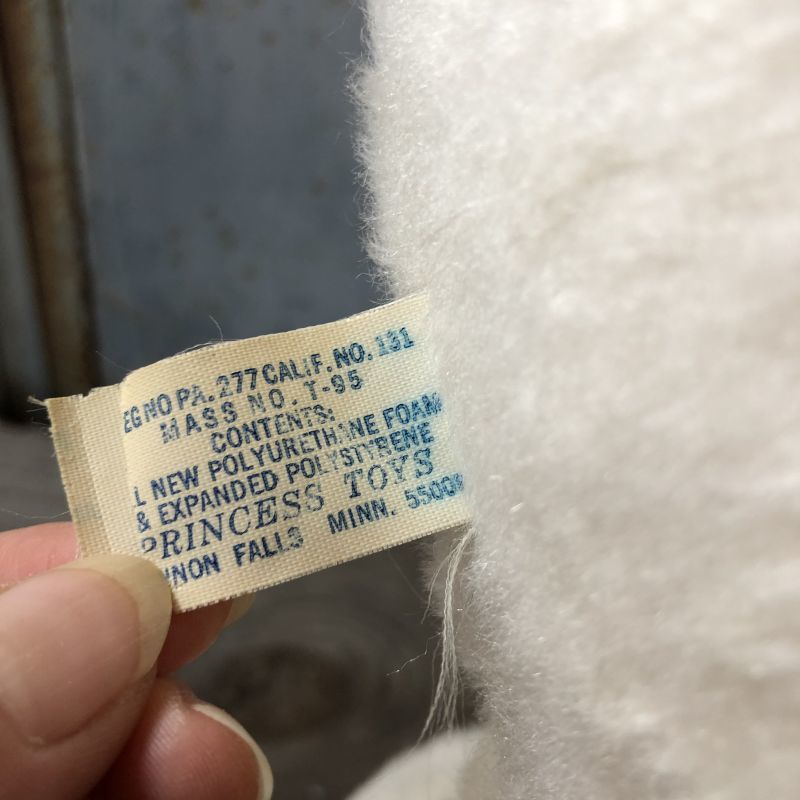 EG NO PA. 277 CALIF. NO. 131
MASS NO. T-95
CONTENTS:
L NEW POLYURETHANE FOAM
& EXPANDED POLYSTYRENE
PRINCESS TOYS
NNON FALLS MINN. 55009